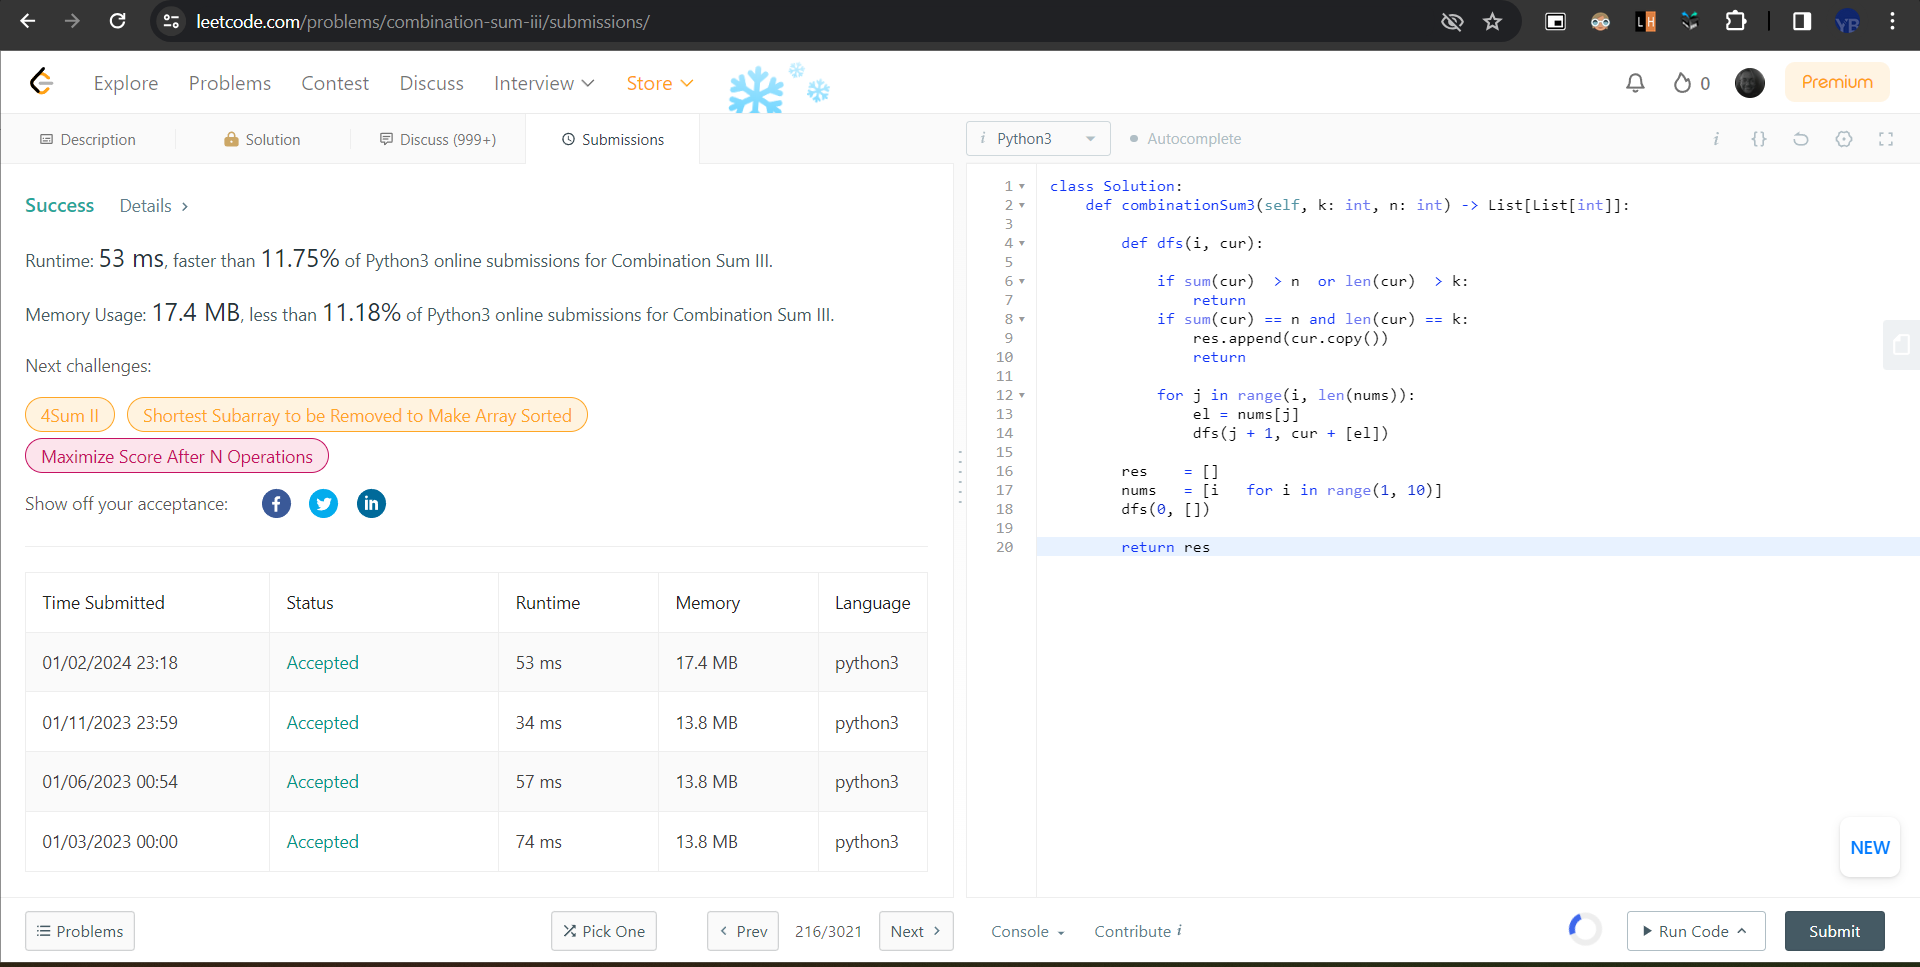 leetcode.com/problems/combination-sum-iii/submissions/
LH
YB
Explore Problems Contest Discuss Interview Store
0
Premium
Description Solution Discuss (999+) Submissions
i Python3 Autocomplete i {}
Success Details >
Runtime: 53 ms, faster than 11.75% of Python3 online submissions for Combination Sum III.
Memory Usage: 17.4 MB, less than 11.18% of Python3 online submissions for Combination Sum III.
Next challenges:
4Sum II Shortest Subarray to be Removed to Make Array Sorted
Maximize Score After N Operations
Show off your acceptance: f in
Time Submitted Status Runtime Memory Language
01/02/2024 23:18 Accepted 53 ms 17.4 MB python3
01/11/2023 23:59 Accepted 34 ms 13.8 MB python3
01/06/2023 00:54 Accepted 57 ms 13.8 MB python3
01/03/2023 00:00 Accepted 74 ms 13.8 MB python3
1 class Solution:
2     def combinationSum3(self, k: int, n: int) -> List[List[int]]:
3
4         def dfs(i, cur):
5
6             if sum(cur)  > n  or len(cur)  > k:
7                 return
8             if sum(cur) == n and len(cur) == k:
9                 res.append(cur.copy())
10                 return
11
12             for j in range(i, len(nums)):
13                 el = nums[j]
14                 dfs(j + 1, cur + [el])
15
16         res    = []
17         nums   = [i   for i in range(1, 10)]
18         dfs(0, [])
19
20         return res
NEW
Problems Pick One < Prev 216/3021 Next >
Console Contribute i Run Code Submit